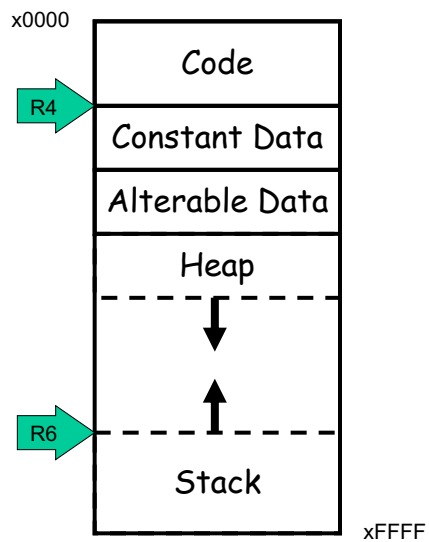 x0000
Code
R4
Constant Data
Alterable Data
Heap
R6
Stack
xFFFF